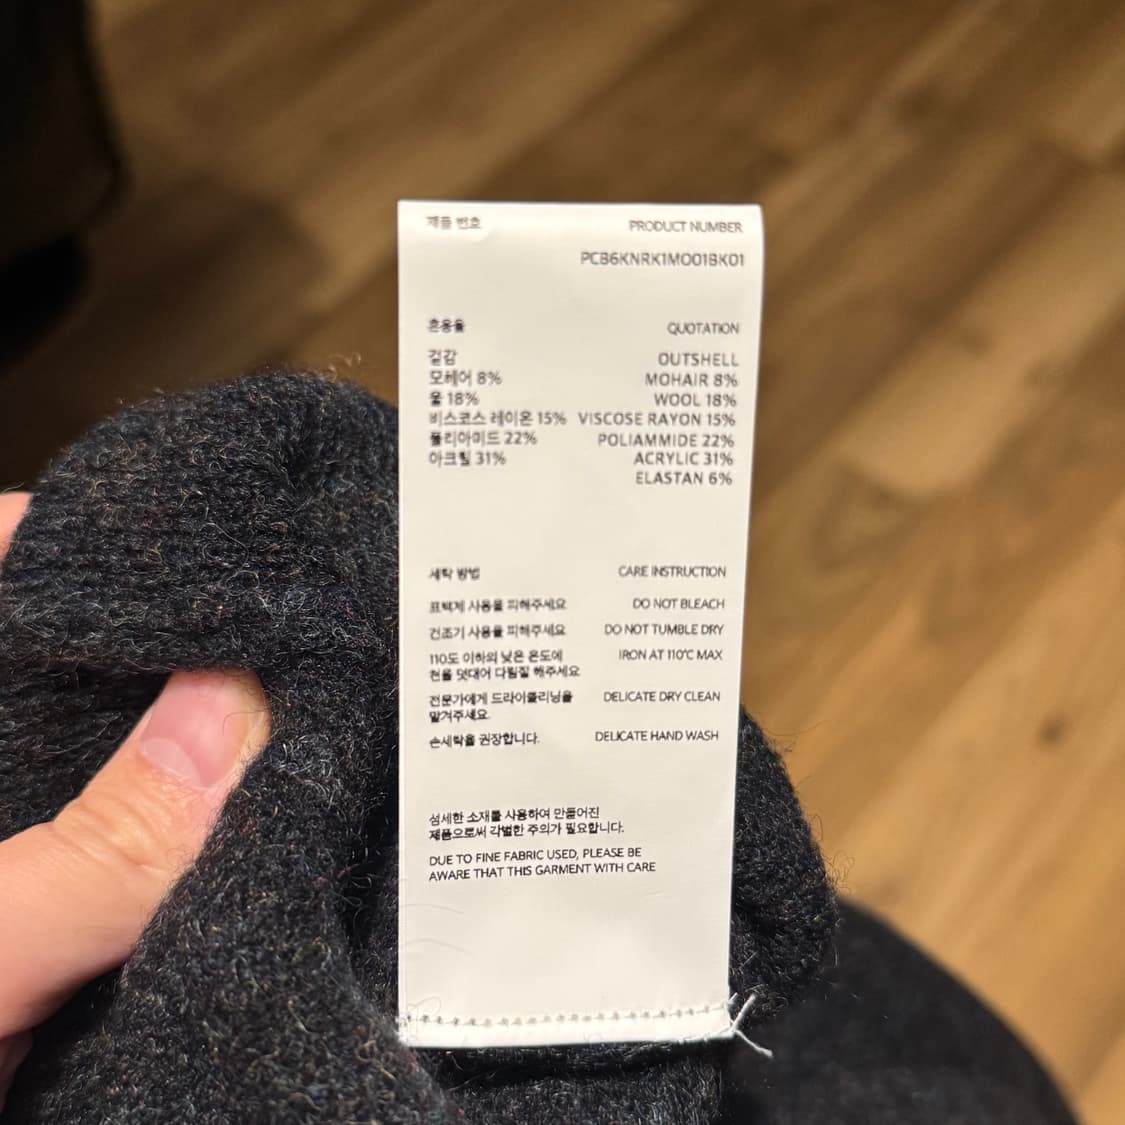 제품 번호 PRODUCT NUMBER
PCB6KNRK1MO01BK01
혼용율 QUOTATION
겉감 OUTSHELL
모헤어 8% MOHAIR 8%
울 18% WOOL 18%
비스코스 레이온 15% VISCOSE RAYON 15%
폴리아미드 22% POLIAMMIDE 22%
아크릴 31% ACRYLIC 31%
ELASTAN 6%
세탁 방법 CARE INSTRUCTION
표백제 사용을 피해주세요 DO NOT BLEACH
건조기 사용을 피해주세요 DO NOT TUMBLE DRY
110도 이하의 낮은 온도에 IRON AT 110°C MAX
천을 덧대어 다림질 해주세요
전문가에게 드라이클리닝을 DELICATE DRY CLEAN
맡겨주세요.
손세탁을 권장합니다. DELICATE HAND WASH
섬세한 소재를 사용하여 만들어진
제품으로써 각별한 주의가 필요합니다.
DUE TO FINE FABRIC USED, PLEASE BE
AWARE THAT THIS GARMENT WITH CARE